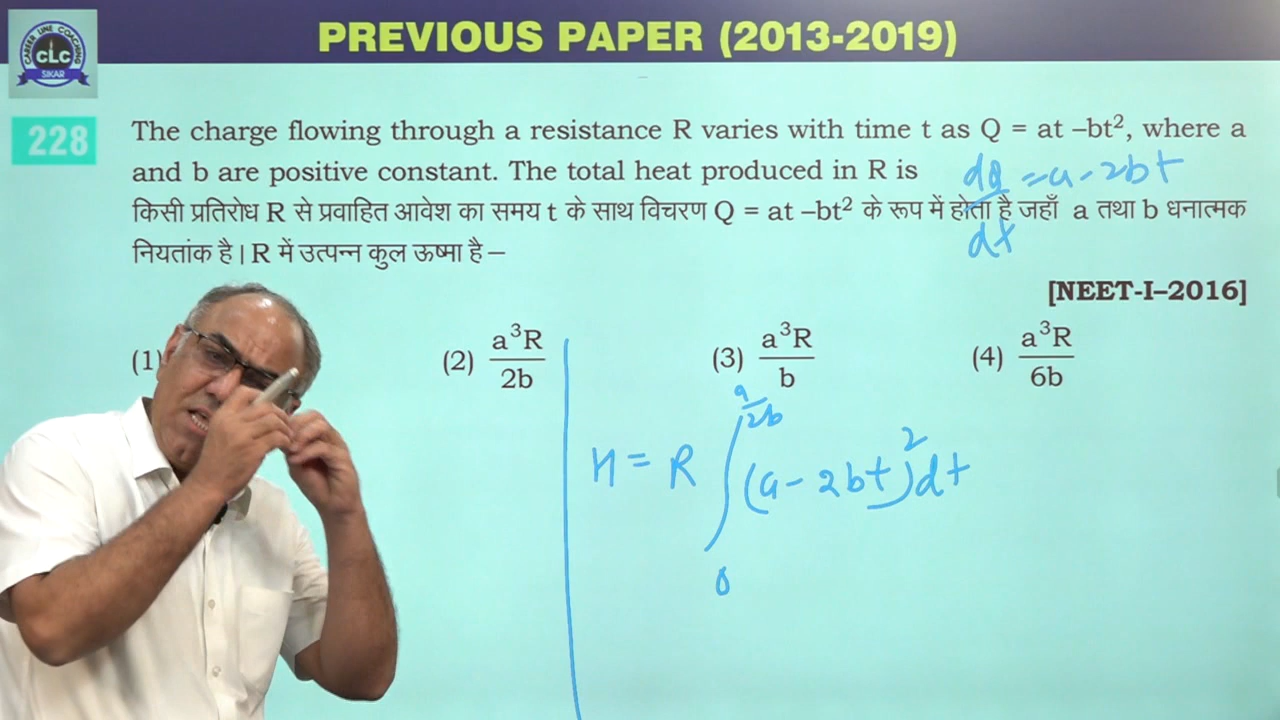 PREVIOUS PAPER (2013-2019)
CAREER LINE COACHING
CLC
SIKAR
228
The charge flowing through a resistance R varies with time t as Q = at –bt², where a
and b are positive constant. The total heat produced in R is
dQ/dt = a - 2bt
किसी प्रतिरोध R से प्रवाहित आवेश का समय t के साथ विचरण Q = at –bt² के रूप में होता है जहाँ a तथा b धनात्मक
नियतांक है। R में उत्पन्न कुल ऊष्मा है –
[NEET-I–2016]
(1)
(2) a³R/2b
(3) a³R/b
(4) a³R/6b
H = R ∫₀^(a/2b) (a - 2bt)² dt